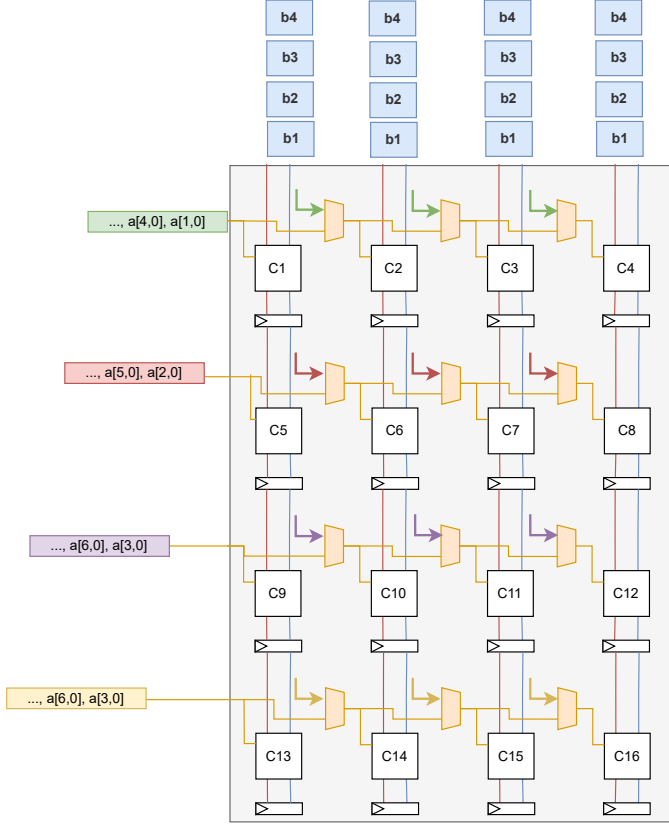 b4 b4 b4 b4
b3 b3 b3 b3
b2 b2 b2 b2
b1 b1 b1 b1
..., a[4,0], a[1,0]
C1 C2 C3 C4
..., a[5,0], a[2,0]
C5 C6 C7 C8
..., a[6,0], a[3,0]
C9 C10 C11 C12
..., a[6,0], a[3,0]
C13 C14 C15 C16